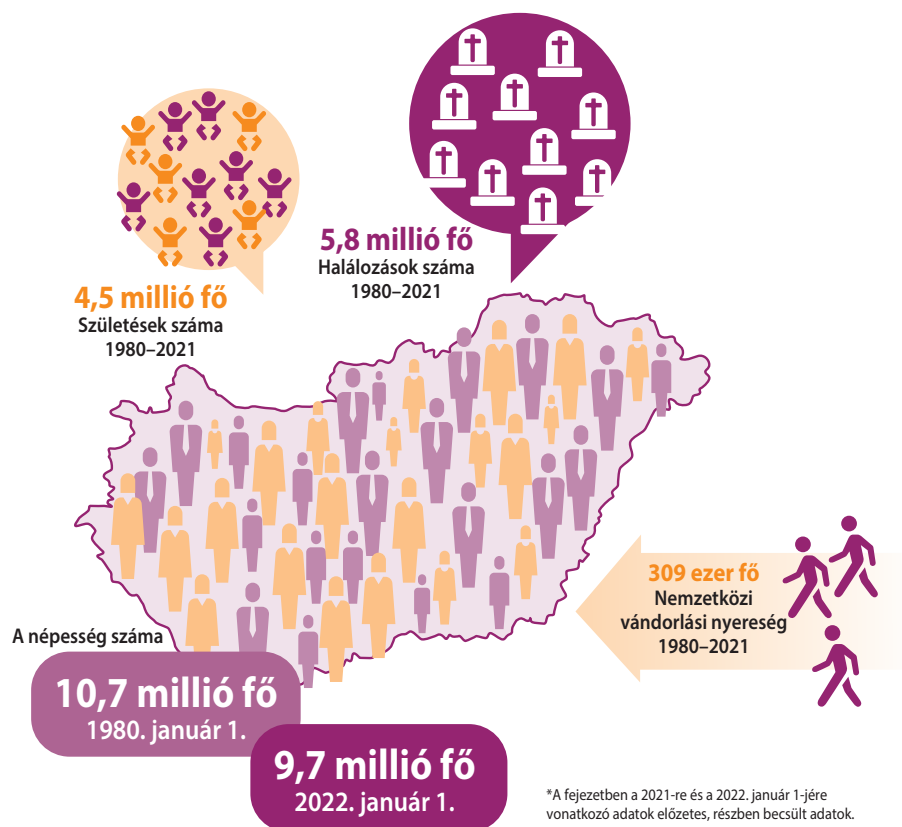 5,8 millió fő
Halálozások száma
1980–2021
4,5 millió fő
Születések száma
1980–2021
309 ezer fő
Nemzetközi
vándorlási nyereség
1980–2021
A népesség száma
10,7 millió fő
1980. január 1.
9,7 millió fő
2022. január 1.
*A fejezetben a 2021-re és a 2022. január 1-jére
vonatkozó adatok előzetes, részben becsült adatok.